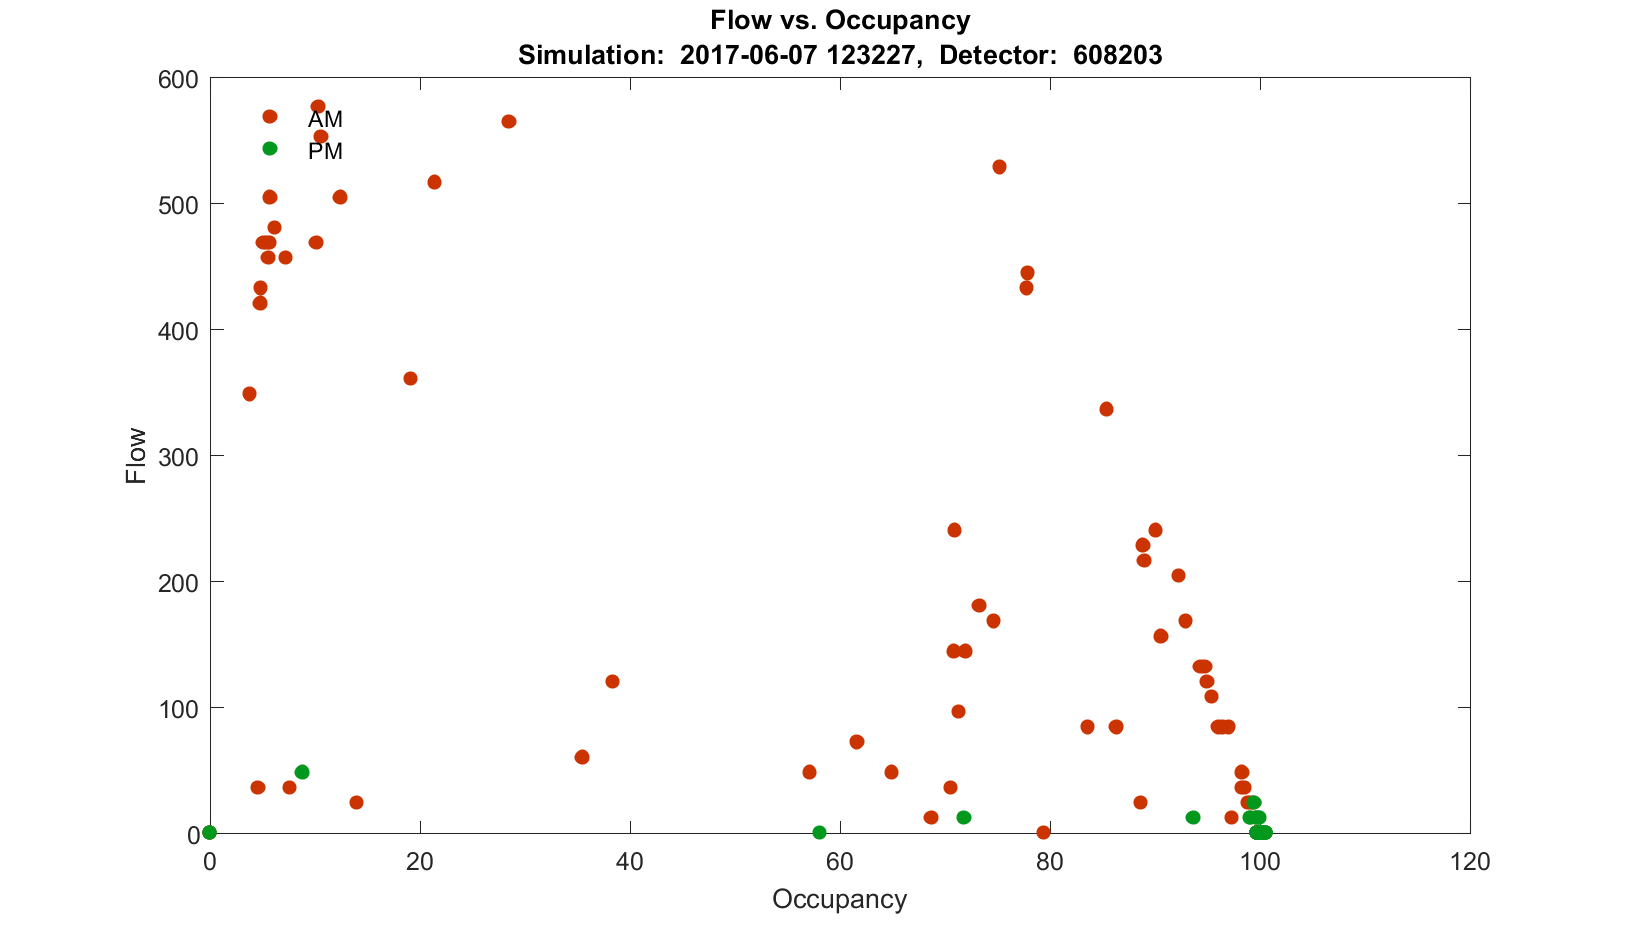 Flow vs. Occupancy
Simulation:  2017-06-07 123227,  Detector:  608203
600
AM
PM
500
400
300
200
100
0
Flow
0 20 40 60 80 100 120
Occupancy